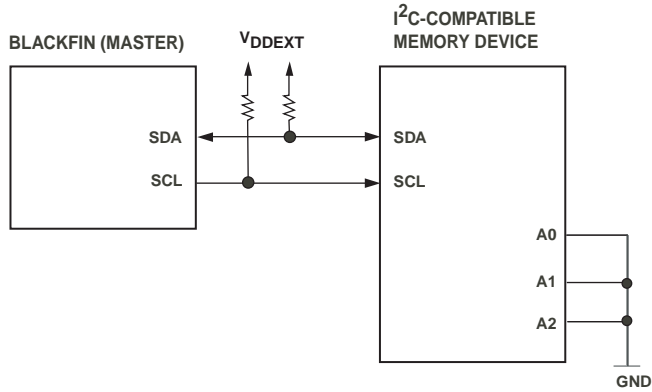 BLACKFIN (MASTER)
VDDEXT
I²C-COMPATIBLE
MEMORY DEVICE
SDA
SDA
SCL
SCL
A0
A1
A2
GND